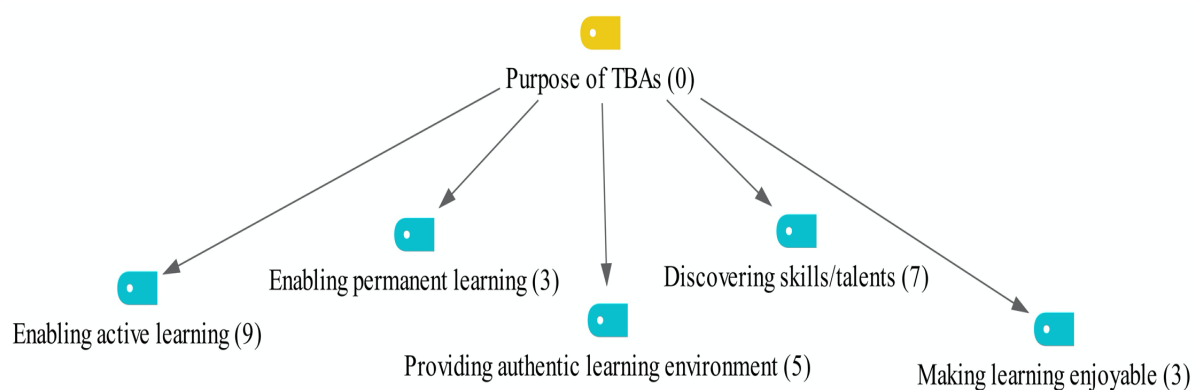 Purpose of TBAs (0)
Enabling permanent learning (3)
Discovering skills/talents (7)
Enabling active learning (9)
Providing authentic learning environment (5)
Making learning enjoyable (3)